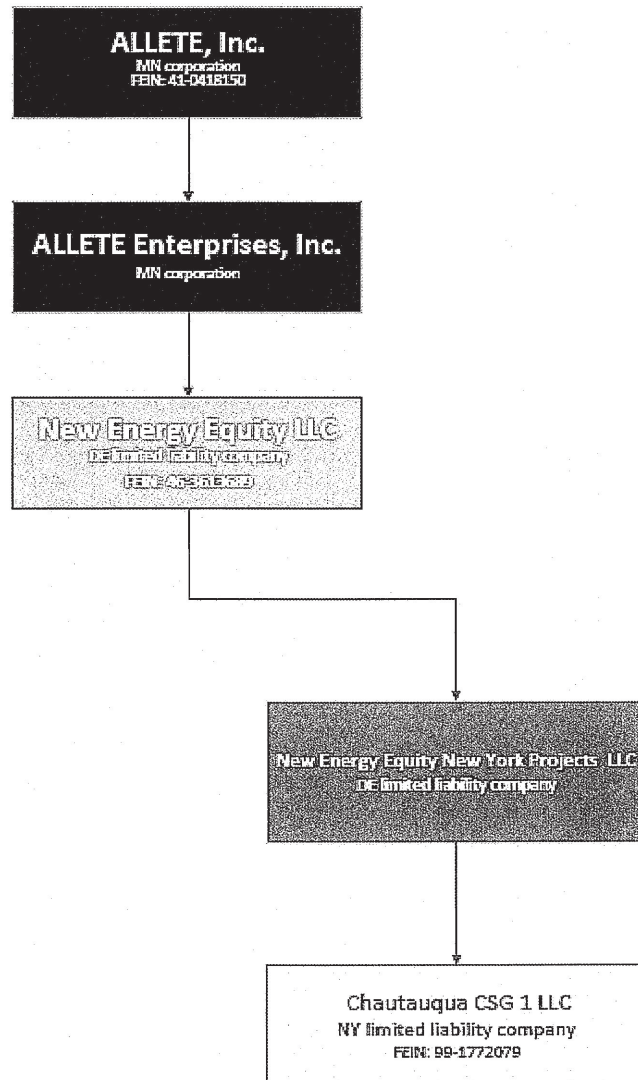 ALLETE, Inc.
MN corporation
FEIN: 41-0418150
ALLETE Enterprises, Inc.
MN corporation
New Energy Equity LLC
DE limited liability company
FEIN:
New Energy Equity New York Projects LLC
DE limited liability company
Chautauqua CSG 1 LLC
NY limited liability company
FEIN: 99-1772079